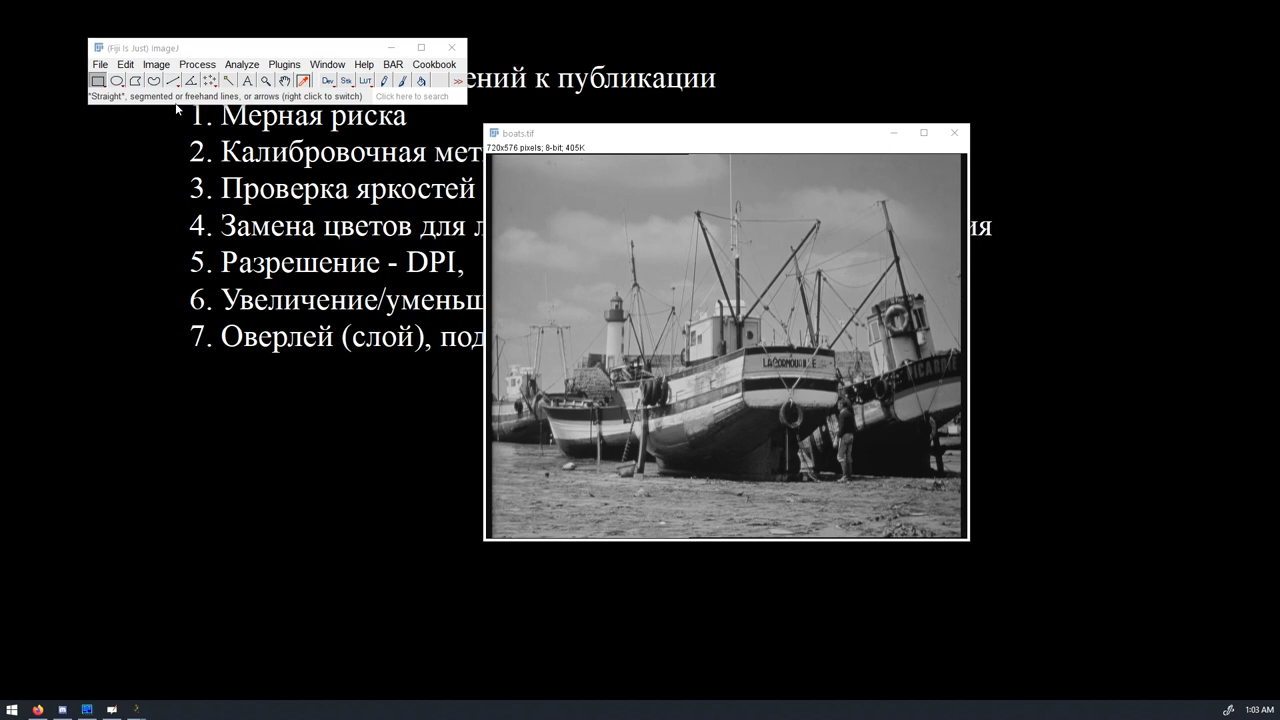 (Fiji Is Just) ImageJ
File Edit Image Process Analyze Plugins Window Help BAR Cookbook
Dev Stk LUT >>
*Straight*, segmented or freehand lines, or arrows (right click to switch) Click here to search
ений к публикации
1. Мерная риска
2. Калибровочная мет
3. Проверка яркостей
4. Замена цветов для л
ия
5. Разрешение - DPI,
6. Увеличение/уменьш
7. Оверлей (слой), под
boats.tif
720x576 pixels; 8-bit; 405K
1:03 AM